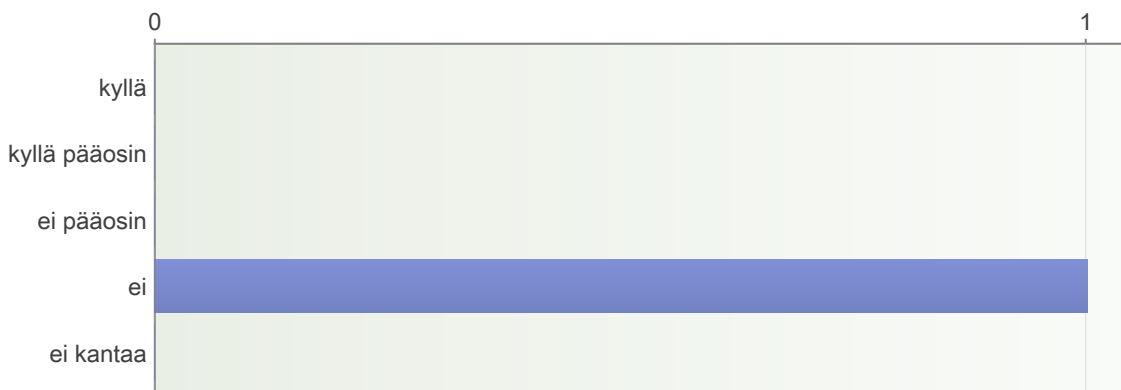 0 1
kyllä
kyllä pääosin
ei pääosin
ei
ei kantaa